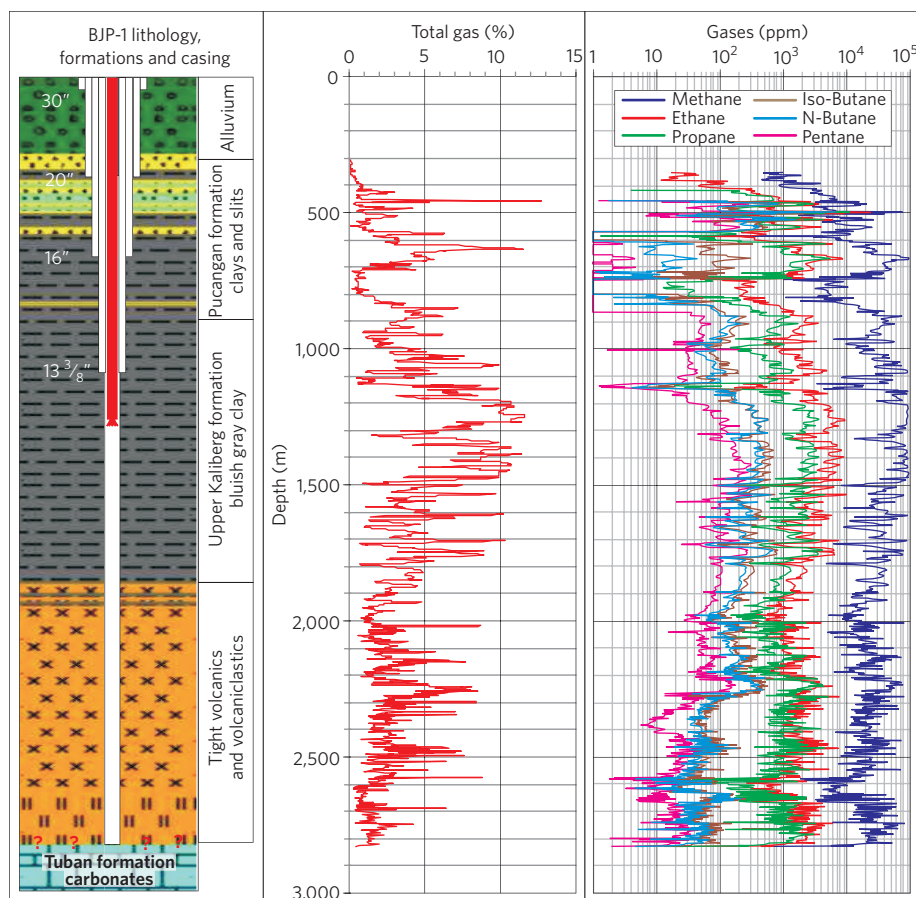 BJP-1 lithology,
formations and casing
30″
20″
16″
13 3/8″
Alluvium
Pucangan formation
clays and slits
Upper Kaliberg formation
bluish gray clay
Tight volcanics
and volcaniclastics
? ? ? ?
Tuban formation
carbonates
Total gas (%)
0 5 10 15
Depth (m)
0
500
1,000
1,500
2,000
2,500
3,000
Gases (ppm)
1 10 10² 10³ 10⁴ 10⁵
Methane
Ethane
Propane
Iso-Butane
N-Butane
Pentane